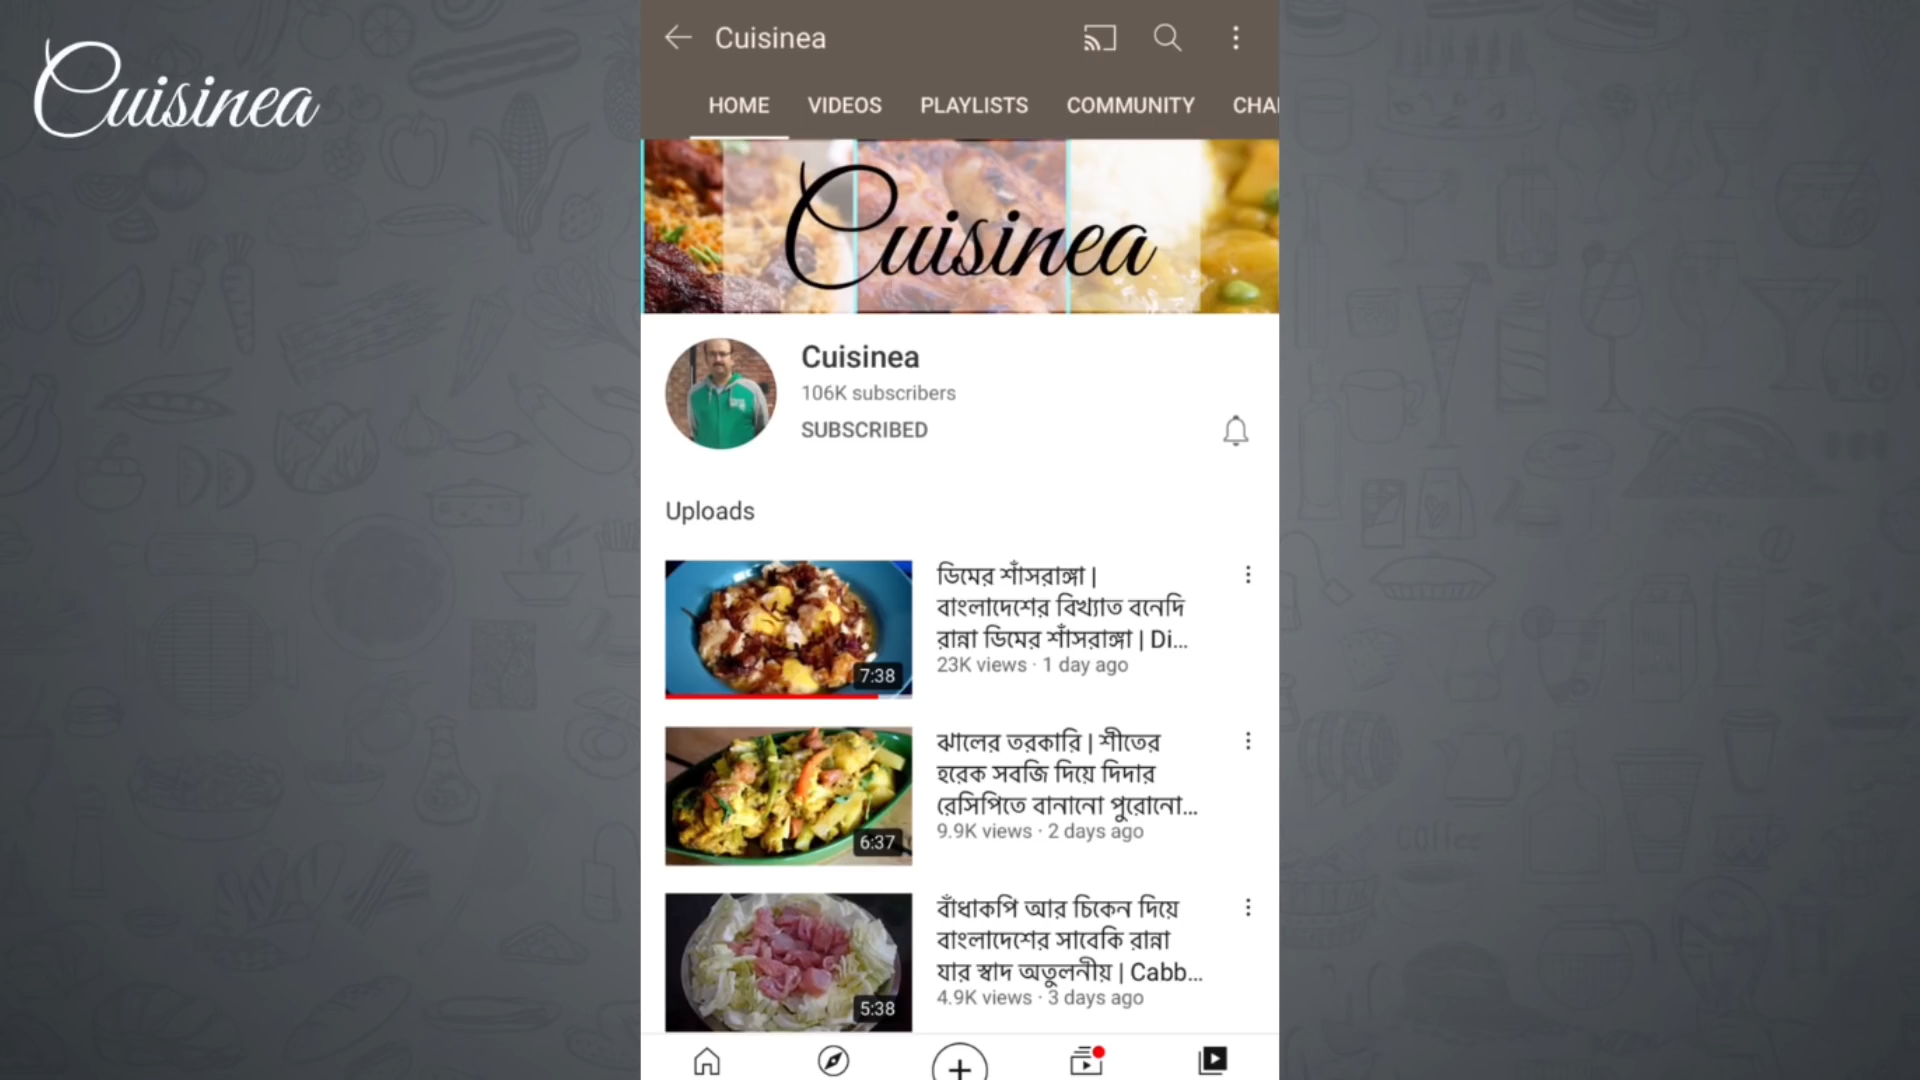 Cuisinea
Cuisinea
HOME VIDEOS PLAYLISTS COMMUNITY CHA
Cuisinea
Cuisinea
106K subscribers
SUBSCRIBED
Uploads
7:38
ডিমের শাঁসরাঙ্গা |
বাংলাদেশের বিখ্যাত বনেদি
রান্না ডিমের শাঁসরাঙ্গা | Di...
23K views · 1 day ago
6:37
ঝালের তরকারি | শীতের
হরেক সবজি দিয়ে দিদার
রেসিপিতে বানানো পুরোনো...
9.9K views · 2 days ago
5:38
বাঁধাকপি আর চিকেন দিয়ে
বাংলাদেশের সাবেকি রান্না
যার স্বাদ অতুলনীয় | Cabb...
4.9K views · 3 days ago
coffee